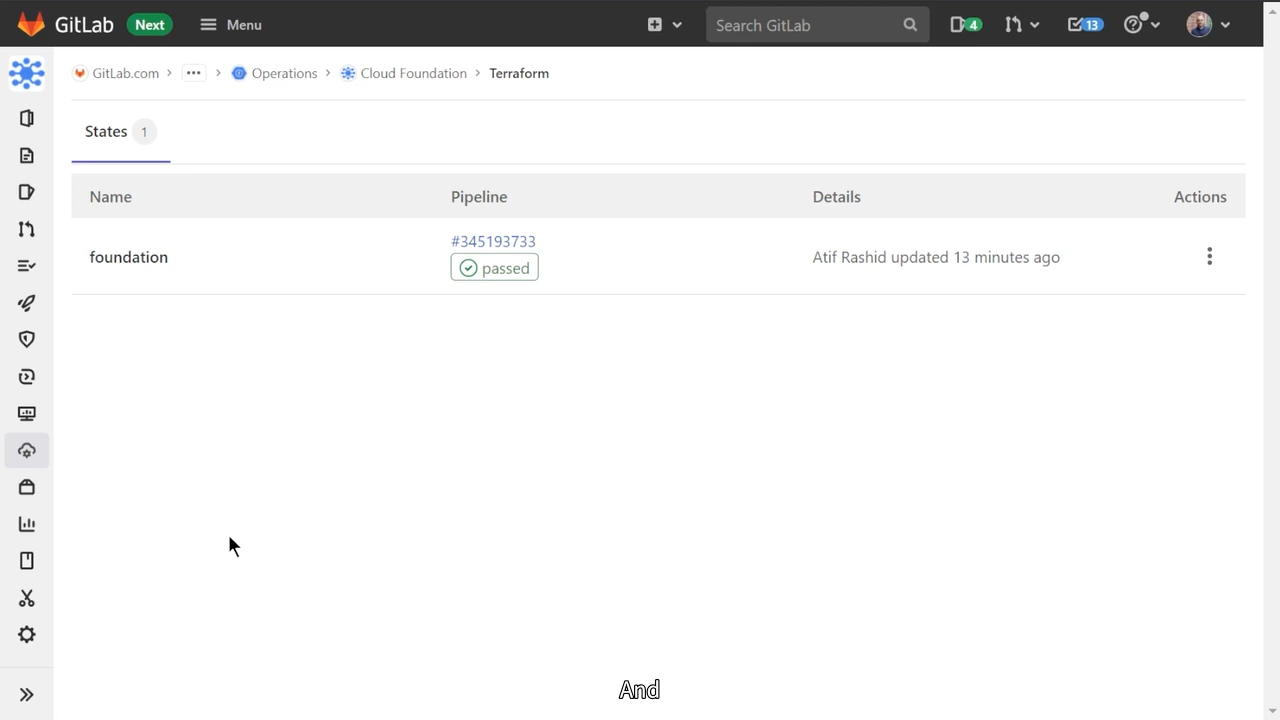 GitLab Next Menu Search GitLab 4 13
GitLab.com > ••• > Operations > Cloud Foundation > Terraform
States 1
Name Pipeline Details Actions
#345193733
foundation passed Atif Rashid updated 13 minutes ago
And